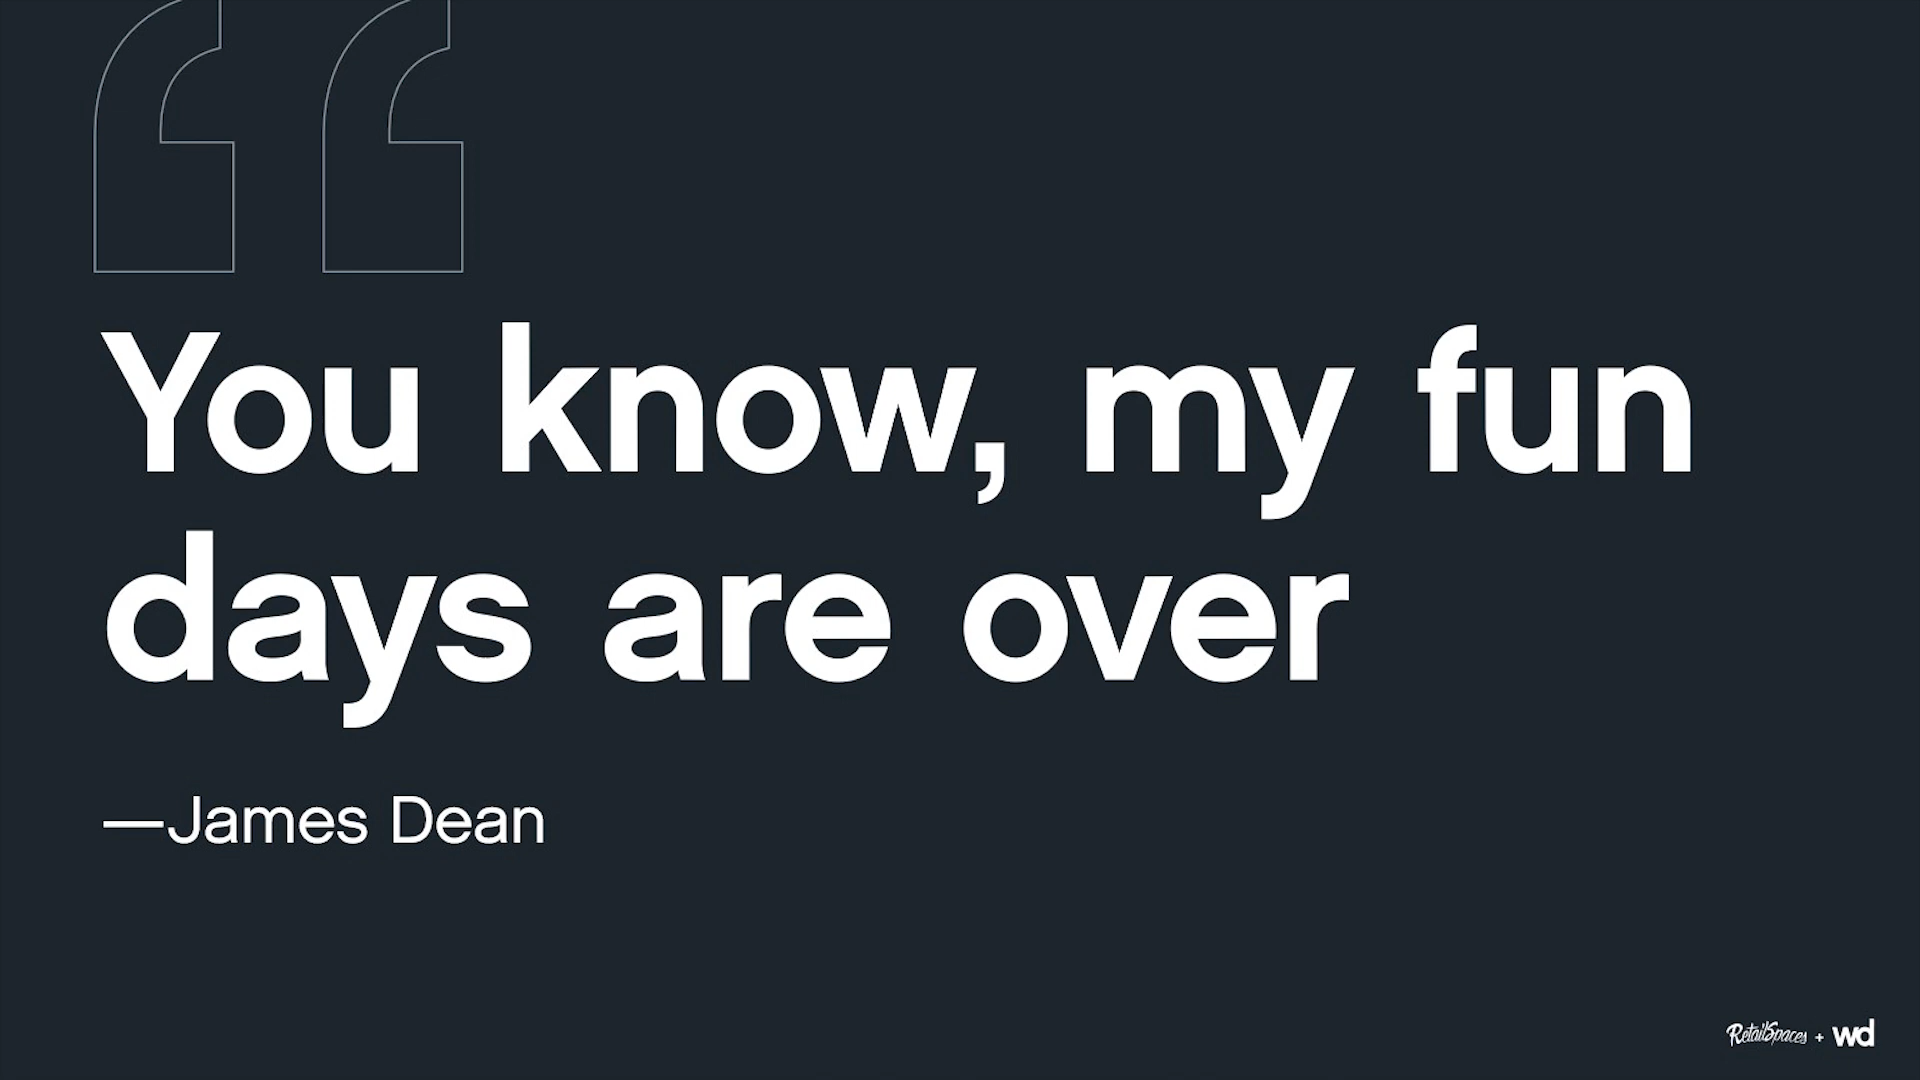 You know, my fun
days are over
—James Dean
RetailSpaces + wd